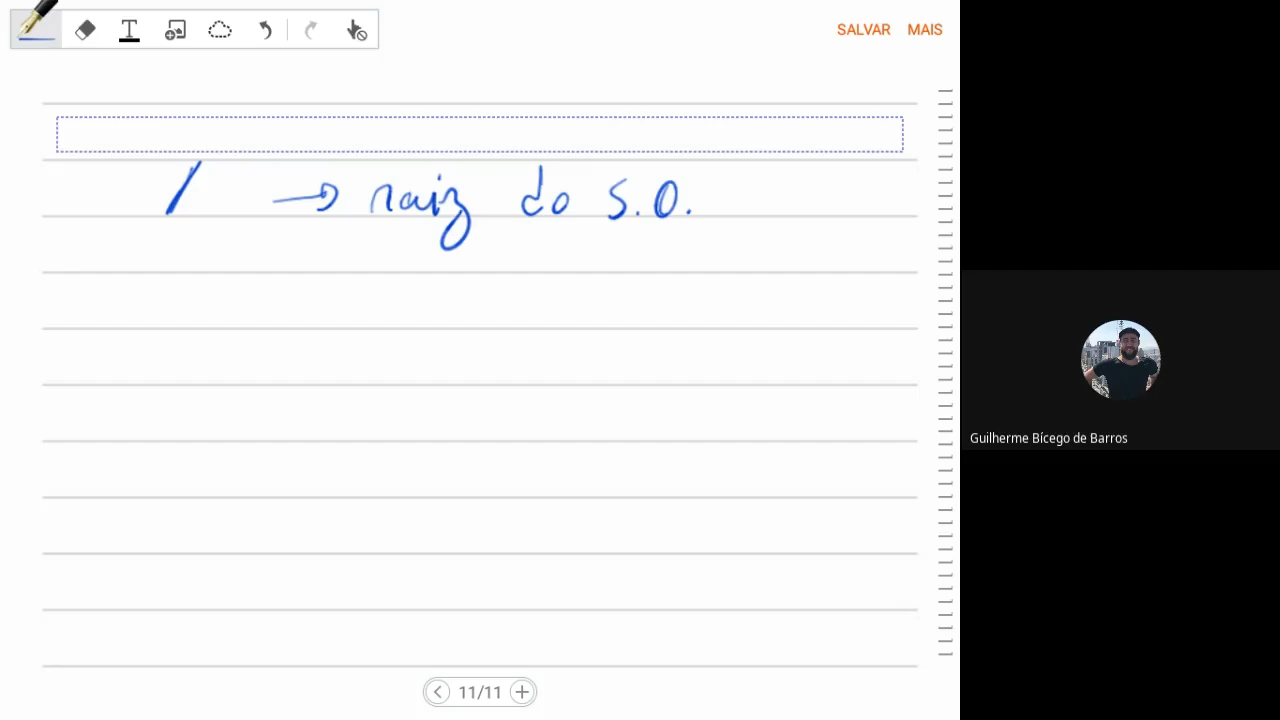 SALVAR MAIS
/ → raiz do S.O.
Guilherme Bícego de Barros
11/11